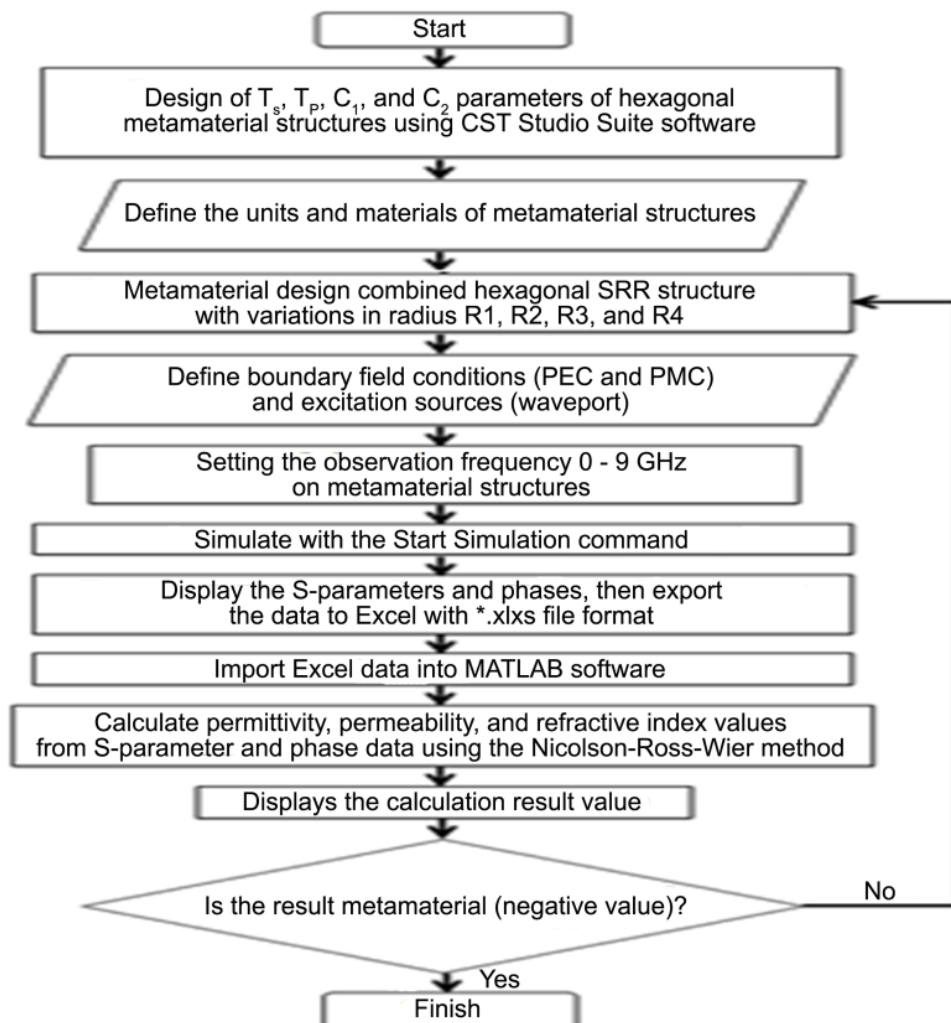 Start
Design of Tₛ, Tₚ, C₁, and C₂ parameters of hexagonal
metamaterial structures using CST Studio Suite software
Define the units and materials of metamaterial structures
Metamaterial design combined hexagonal SRR structure
with variations in radius R1, R2, R3, and R4
Define boundary field conditions (PEC and PMC)
and excitation sources (waveport)
Setting the observation frequency 0 - 9 GHz
on metamaterial structures
Simulate with the Start Simulation command
Display the S-parameters and phases, then export
the data to Excel with *.xlxs file format
Import Excel data into MATLAB software
Calculate permittivity, permeability, and refractive index values
from S-parameter and phase data using the Nicolson-Ross-Wier method
Displays the calculation result value
Is the result metamaterial (negative value)?
No
Yes
Finish